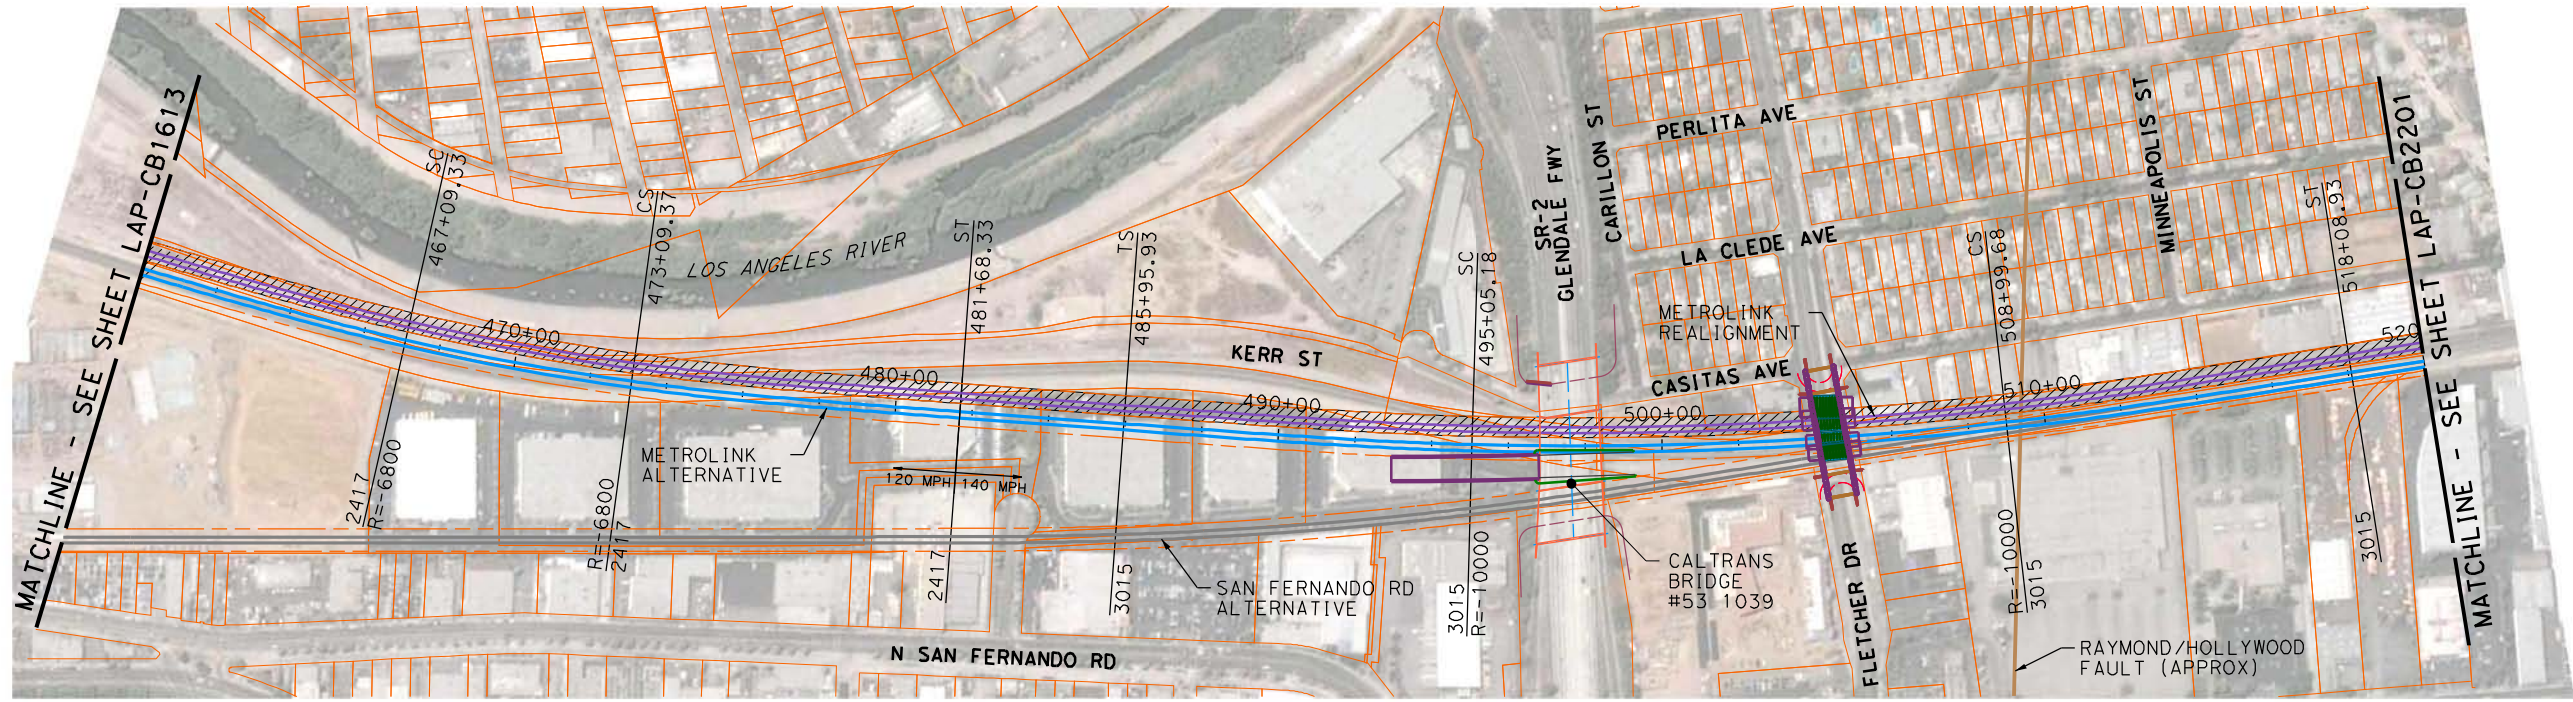 MATCHLINE - SEE SHEET LAP-CB1613
SC
467+09.33
2417
R=-6800
470+00
CS
473+09.37
R=-6800
2417
LOS ANGELES RIVER
METROLINK
ALTERNATIVE
480+00
120 MPH
140 MPH
ST
481+68.33
2417
TS
485+95.93
3015
KERR ST
490+00
SAN FERNANDO RD
ALTERNATIVE
N SAN FERNANDO RD
SC
495+05.18
3015
R=-10000
SR-2
GLENDALE FWY
CARILLON ST
PERLITA AVE
LA CLEDE AVE
METROLINK
REALIGNMENT
CASITAS AVE
500+00
CALTRANS
BRIDGE
#53 1039
FLETCHER DR
CS
508+99.68
R=-10000
3015
510+00
MINNEAPOLIS ST
RAYMOND/HOLLYWOOD
FAULT (APPROX)
ST
518+08.93
3015
520
MATCHLINE - SEE SHEET LAP-CB2201